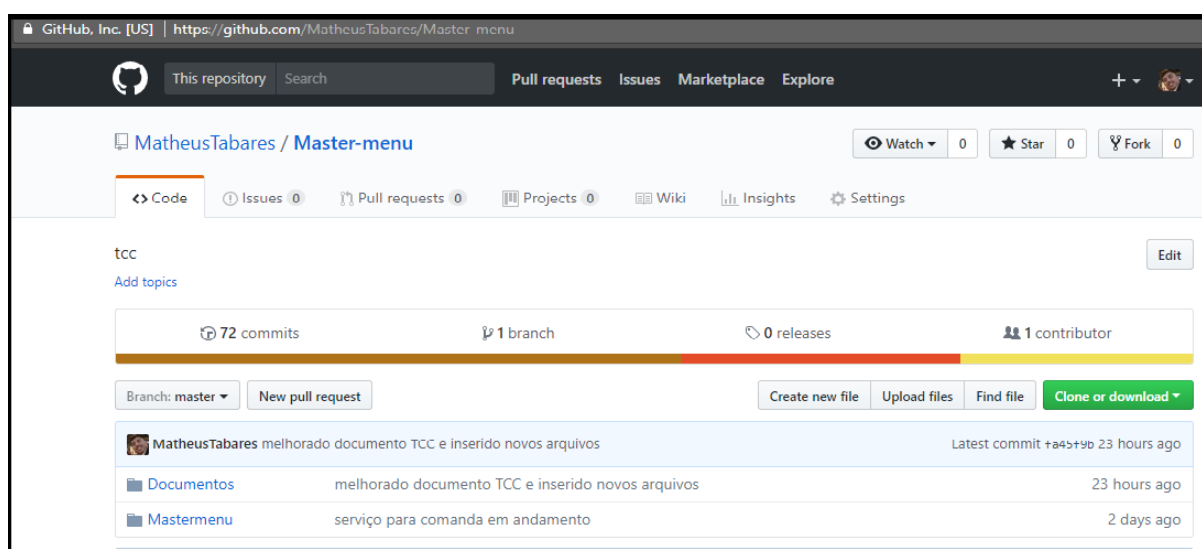 GitHub, Inc. [US] | https://github.com/MatheusTabares/Master-menu
This repository Search Pull requests Issues Marketplace Explore
MatheusTabares / Master-menu Watch 0 Star 0 Fork 0
Code Issues 0 Pull requests 0 Projects 0 Wiki Insights Settings
tcc Edit
Add topics
72 commits 1 branch 0 releases 1 contributor
Branch: master New pull request Create new file Upload files Find file Clone or download
MatheusTabares melhorado documento TCC e inserido novos arquivos Latest commit 23 hours ago
Documentos melhorado documento TCC e inserido novos arquivos 23 hours ago
Mastermenu serviço para comanda em andamento 2 days ago